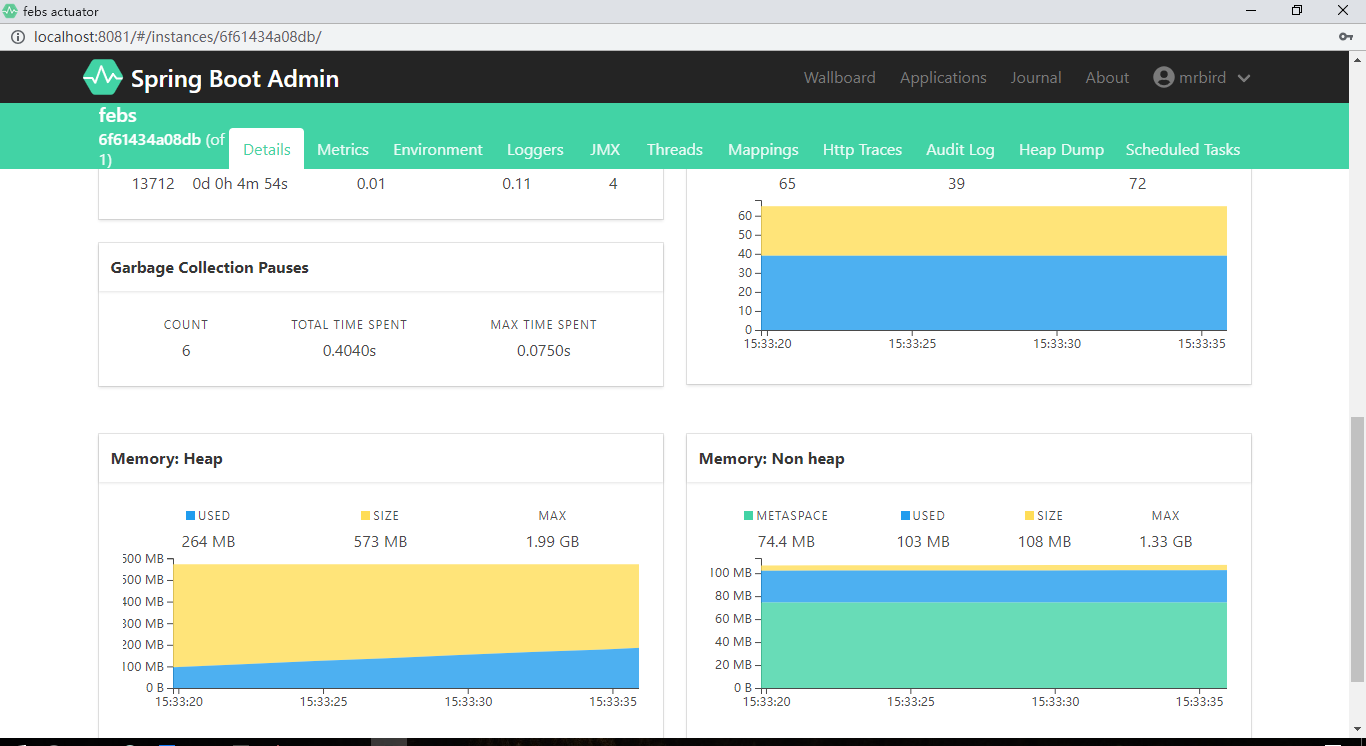 febs actuator
localhost:8081/#/instances/6f61434a08db/
Spring Boot Admin
Wallboard Applications Journal About mrbird
febs
6f61434a08db (of 1)
Details Metrics Environment Loggers JMX Threads Mappings Http Traces Audit Log Heap Dump Scheduled Tasks
13712 0d 0h 4m 54s 0.01 0.11 4
65 39 72
60
50
40
30
20
10
0
15:33:20 15:33:25 15:33:30 15:33:35
Garbage Collection Pauses
COUNT TOTAL TIME SPENT MAX TIME SPENT
6 0.4040s 0.0750s
Memory: Heap
USED SIZE MAX
264 MB 573 MB 1.99 GB
600 MB
500 MB
400 MB
300 MB
200 MB
100 MB
0 B
15:33:20 15:33:25 15:33:30 15:33:35
Memory: Non heap
METASPACE USED SIZE MAX
74.4 MB 103 MB 108 MB 1.33 GB
100 MB
80 MB
60 MB
40 MB
20 MB
0 B
15:33:20 15:33:25 15:33:30 15:33:35